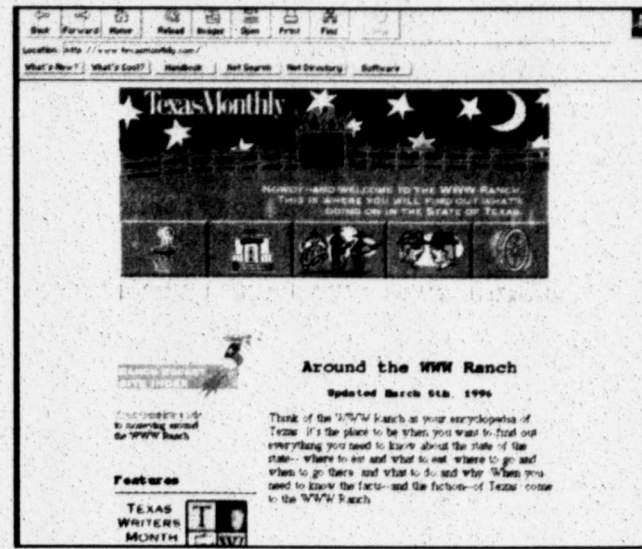 Back Forward Home Reload Images Open Print Find
Location: http://www.texasmonthly.com/
What's New? What's Cool? Handbook Net Search Net Directory Software
TexasMonthly
HOWDY—AND WELCOME TO THE WWW RANCH.
THIS IS WHERE YOU WILL FIND OUT WHAT'S
GOING ON IN THE STATE OF TEXAS.
SITE INDEX
to moseying around
the WWW Ranch
Around the WWW Ranch
Updated March 5th, 1996
Think of the WWW Ranch as your encyclopedia of
Texas. It's the place to be when you want to find out
everything you need to know about the state of the
state--where to eat and what to eat, where to go and
when to go there, and what to do and why. When you
need to know the facts--and the fiction--of Texas, come
to the WWW Ranch.
Features
TEXAS
WRITERS
MONTH
T